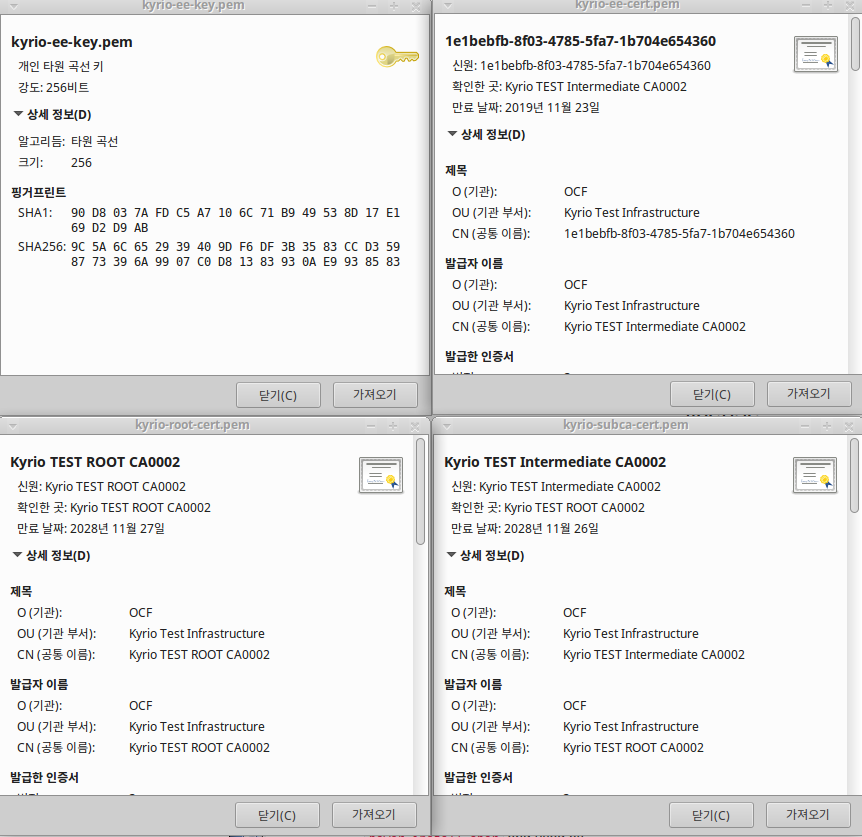 kyrio-ee-key.pem
kyrio-ee-key.pem
개인 타원 곡선 키
강도: 256비트
상세 정보(D)
알고리듬: 타원 곡선
크기: 256
핑거프린트
SHA1: 90 D8 03 7A FD C5 A7 10 6C 71 B9 49 53 8D 17 E1
69 D2 D9 AB
SHA256: 9C 5A 6C 65 29 39 40 9D F6 DF 3B 35 83 CC D3 59
87 73 39 6A 99 07 C0 D8 13 83 93 0A E9 93 85 83
닫기(C) 가져오기
kyrio-ee-cert.pem
1e1bebfb-8f03-4785-5fa7-1b704e654360
신원: 1e1bebfb-8f03-4785-5fa7-1b704e654360
확인한 곳: Kyrio TEST Intermediate CA0002
만료 날짜: 2019년 11월 23일
상세 정보(D)
제목
O (기관): OCF
OU (기관 부서): Kyrio Test Infrastructure
CN (공통 이름): 1e1bebfb-8f03-4785-5fa7-1b704e654360
발급자 이름
O (기관): OCF
OU (기관 부서): Kyrio Test Infrastructure
CN (공통 이름): Kyrio TEST Intermediate CA0002
발급한 인증서
닫기(C) 가져오기
kyrio-root-cert.pem
Kyrio TEST ROOT CA0002
신원: Kyrio TEST ROOT CA0002
확인한 곳: Kyrio TEST ROOT CA0002
만료 날짜: 2028년 11월 27일
상세 정보(D)
제목
O (기관): OCF
OU (기관 부서): Kyrio Test Infrastructure
CN (공통 이름): Kyrio TEST ROOT CA0002
발급자 이름
O (기관): OCF
OU (기관 부서): Kyrio Test Infrastructure
CN (공통 이름): Kyrio TEST ROOT CA0002
발급한 인증서
닫기(C) 가져오기
kyrio-subca-cert.pem
Kyrio TEST Intermediate CA0002
신원: Kyrio TEST Intermediate CA0002
확인한 곳: Kyrio TEST ROOT CA0002
만료 날짜: 2028년 11월 26일
상세 정보(D)
제목
O (기관): OCF
OU (기관 부서): Kyrio Test Infrastructure
CN (공통 이름): Kyrio TEST Intermediate CA0002
발급자 이름
O (기관): OCF
OU (기관 부서): Kyrio Test Infrastructure
CN (공통 이름): Kyrio TEST ROOT CA0002
발급한 인증서
닫기(C) 가져오기